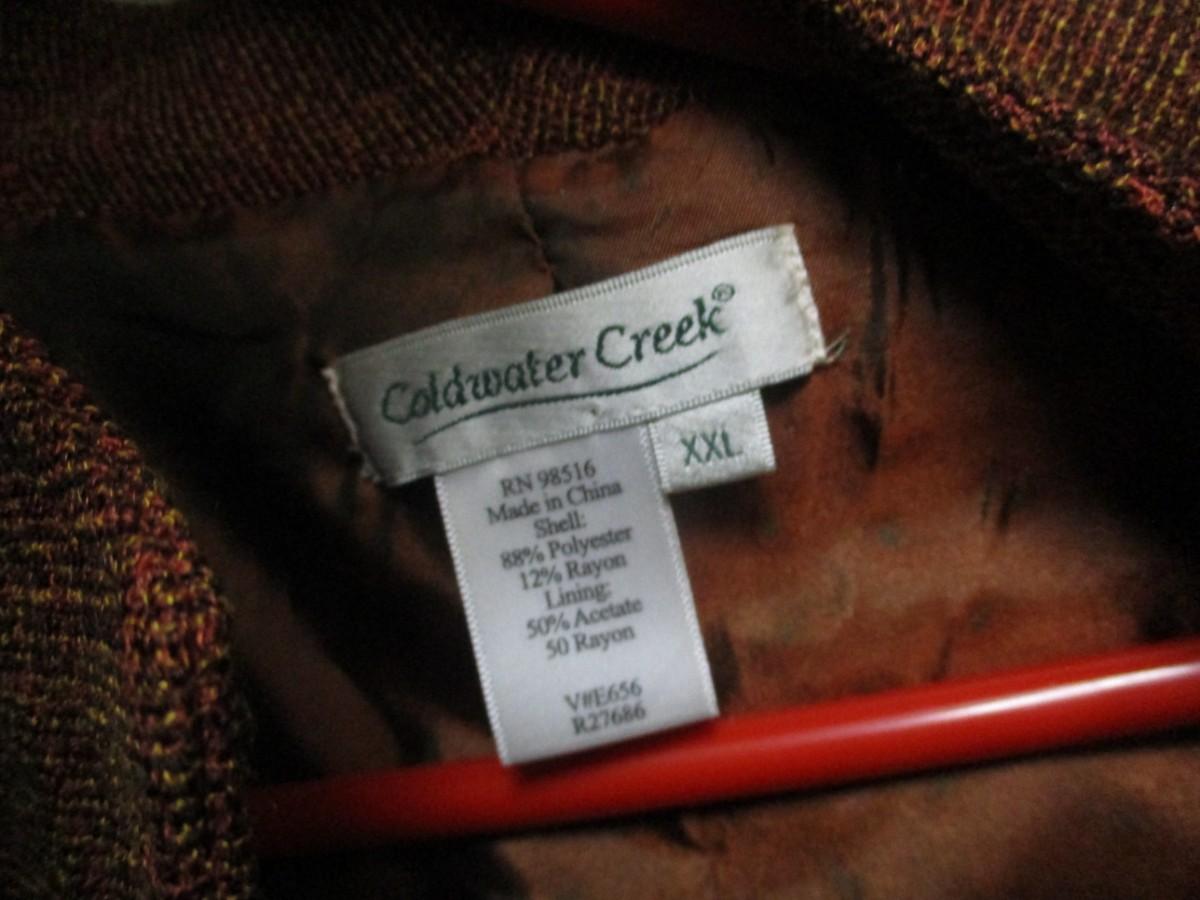 Coldwater Creek®
XXL
RN 98516
Made in China
Shell:
88% Polyester
12% Rayon
Lining:
50% Acetate
50 Rayon
V#E656
R27686